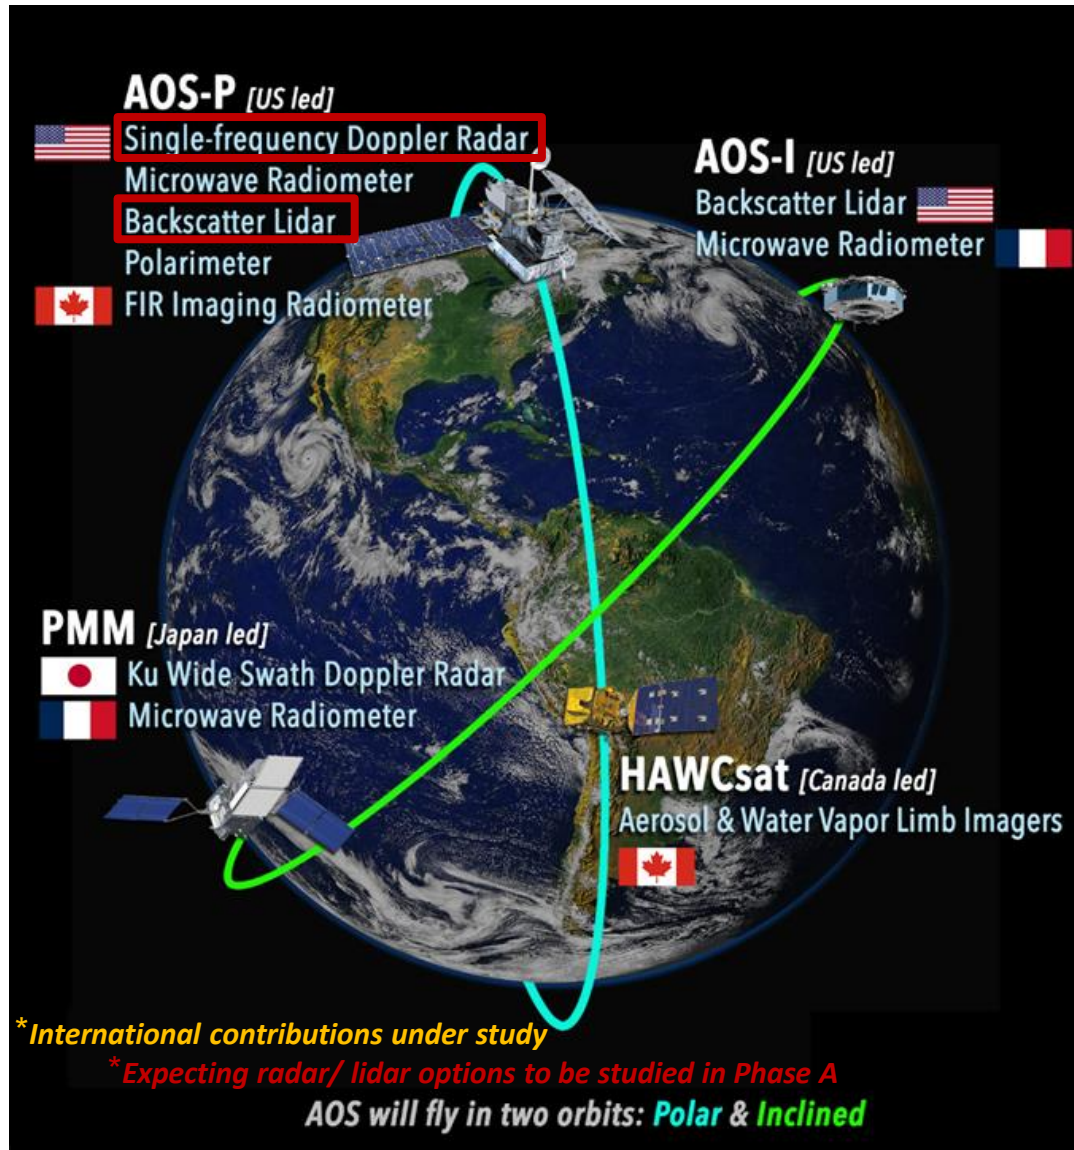 AOS-P [US led]
Single-frequency Doppler Radar
Microwave Radiometer
Backscatter Lidar
Polarimeter
FIR Imaging Radiometer
AOS-I [US led]
Backscatter Lidar
Microwave Radiometer
PMM [Japan led]
Ku Wide Swath Doppler Radar
Microwave Radiometer
HAWCsat [Canada led]
Aerosol & Water Vapor Limb Imagers
*International contributions under study
*Expecting radar/ lidar options to be studied in Phase A
AOS will fly in two orbits: Polar & Inclined